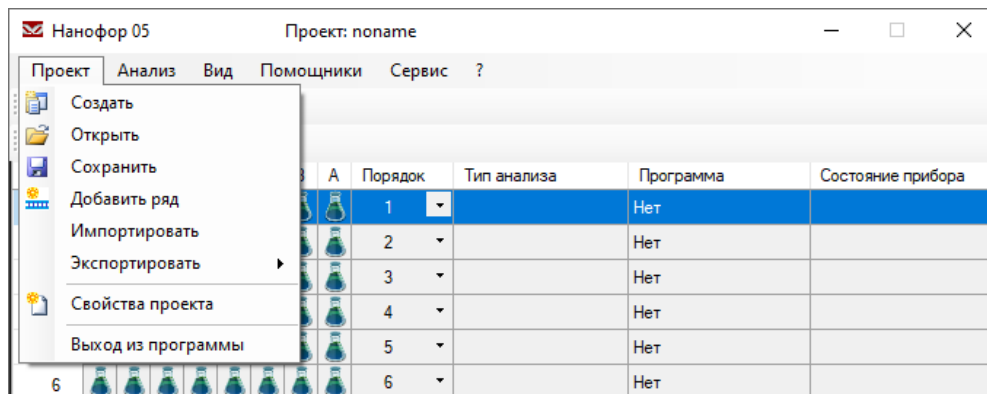 Нанофор 05 Проект: noname
Проект Анализ Вид Помощники Сервис ?
Создать
Открыть
Сохранить
Добавить ряд
Импортировать
Экспортировать
Свойства проекта
Выход из программы
А Порядок Тип анализа Программа Состояние прибора
1 Нет
2 Нет
3 Нет
4 Нет
5 Нет
6 6 Нет